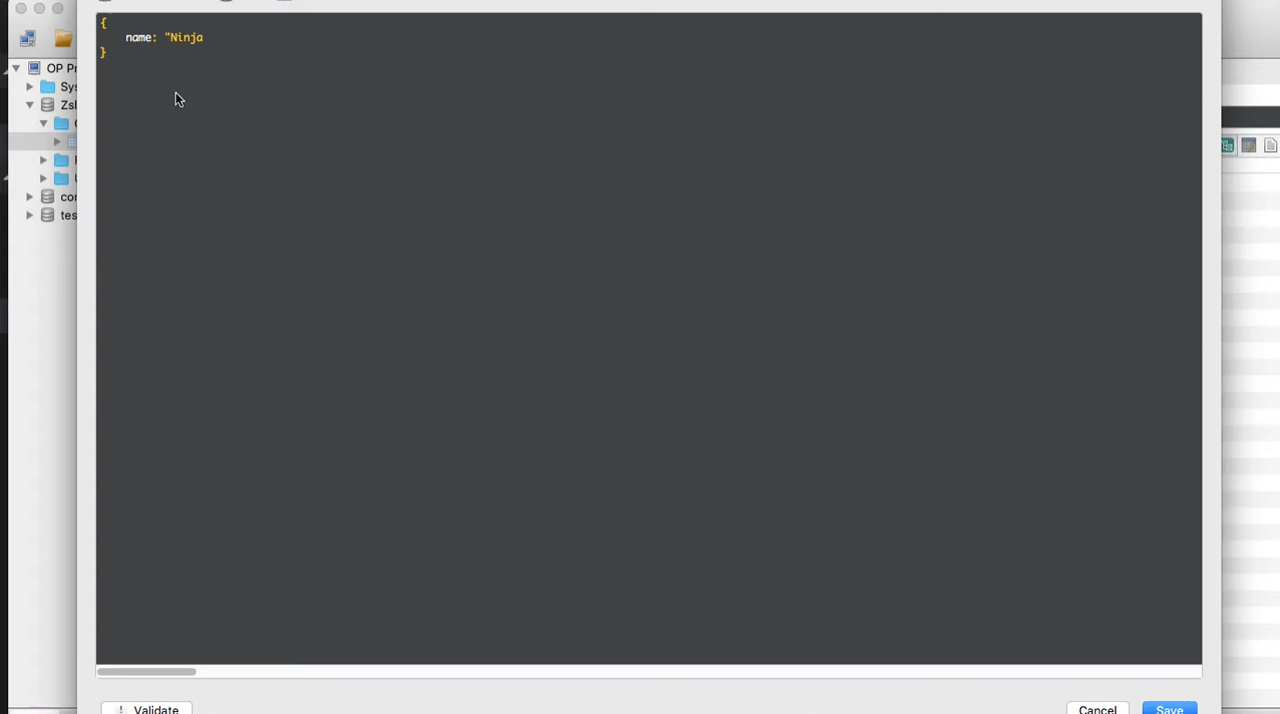 {
name: "Ninja
}
OP Pr
Sys
Zsl
cor
tes
Validate
Cancel
Save